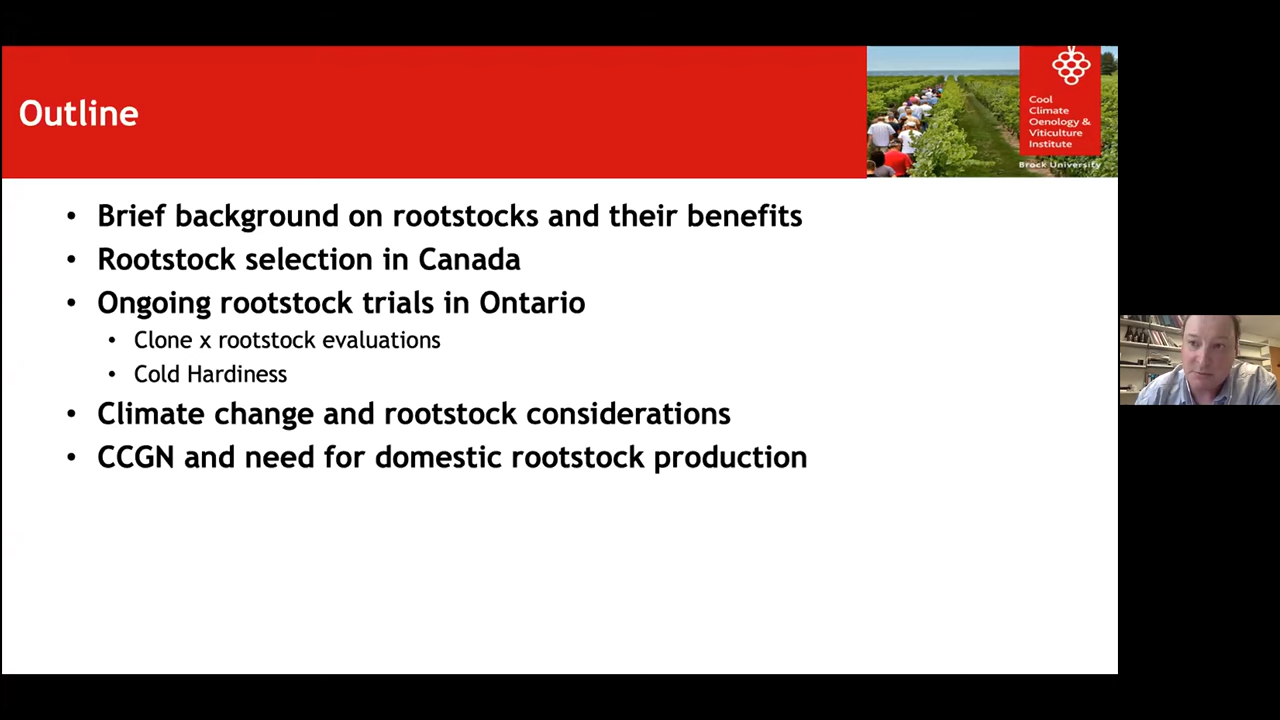 Outline
Cool
Climate
Oenology &
Viticulture
Institute
Brock University
• Brief background on rootstocks and their benefits
• Rootstock selection in Canada
• Ongoing rootstock trials in Ontario
• Clone x rootstock evaluations
• Cold Hardiness
• Climate change and rootstock considerations
• CCGN and need for domestic rootstock production